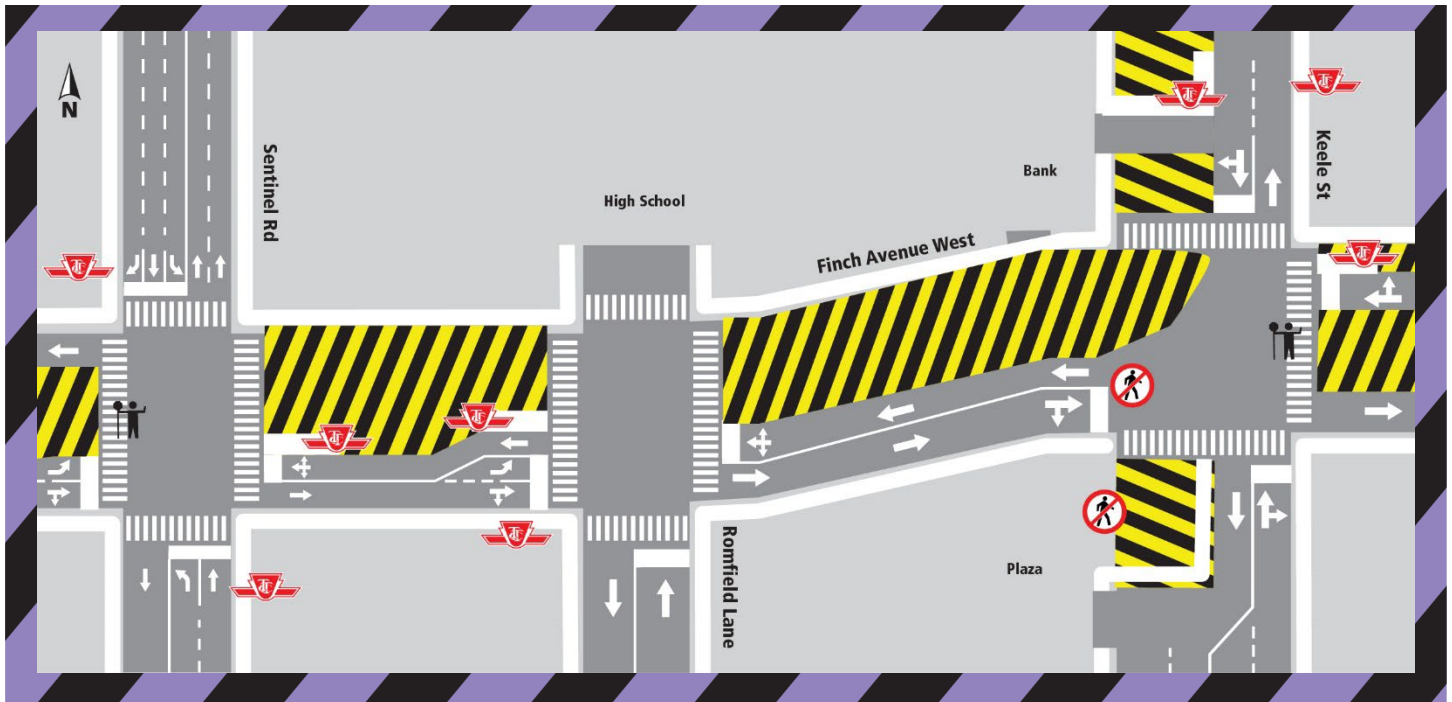 N
Sentinel Rd
High School
Bank
Keele St
Finch Avenue West
Romfield Lane
Plaza